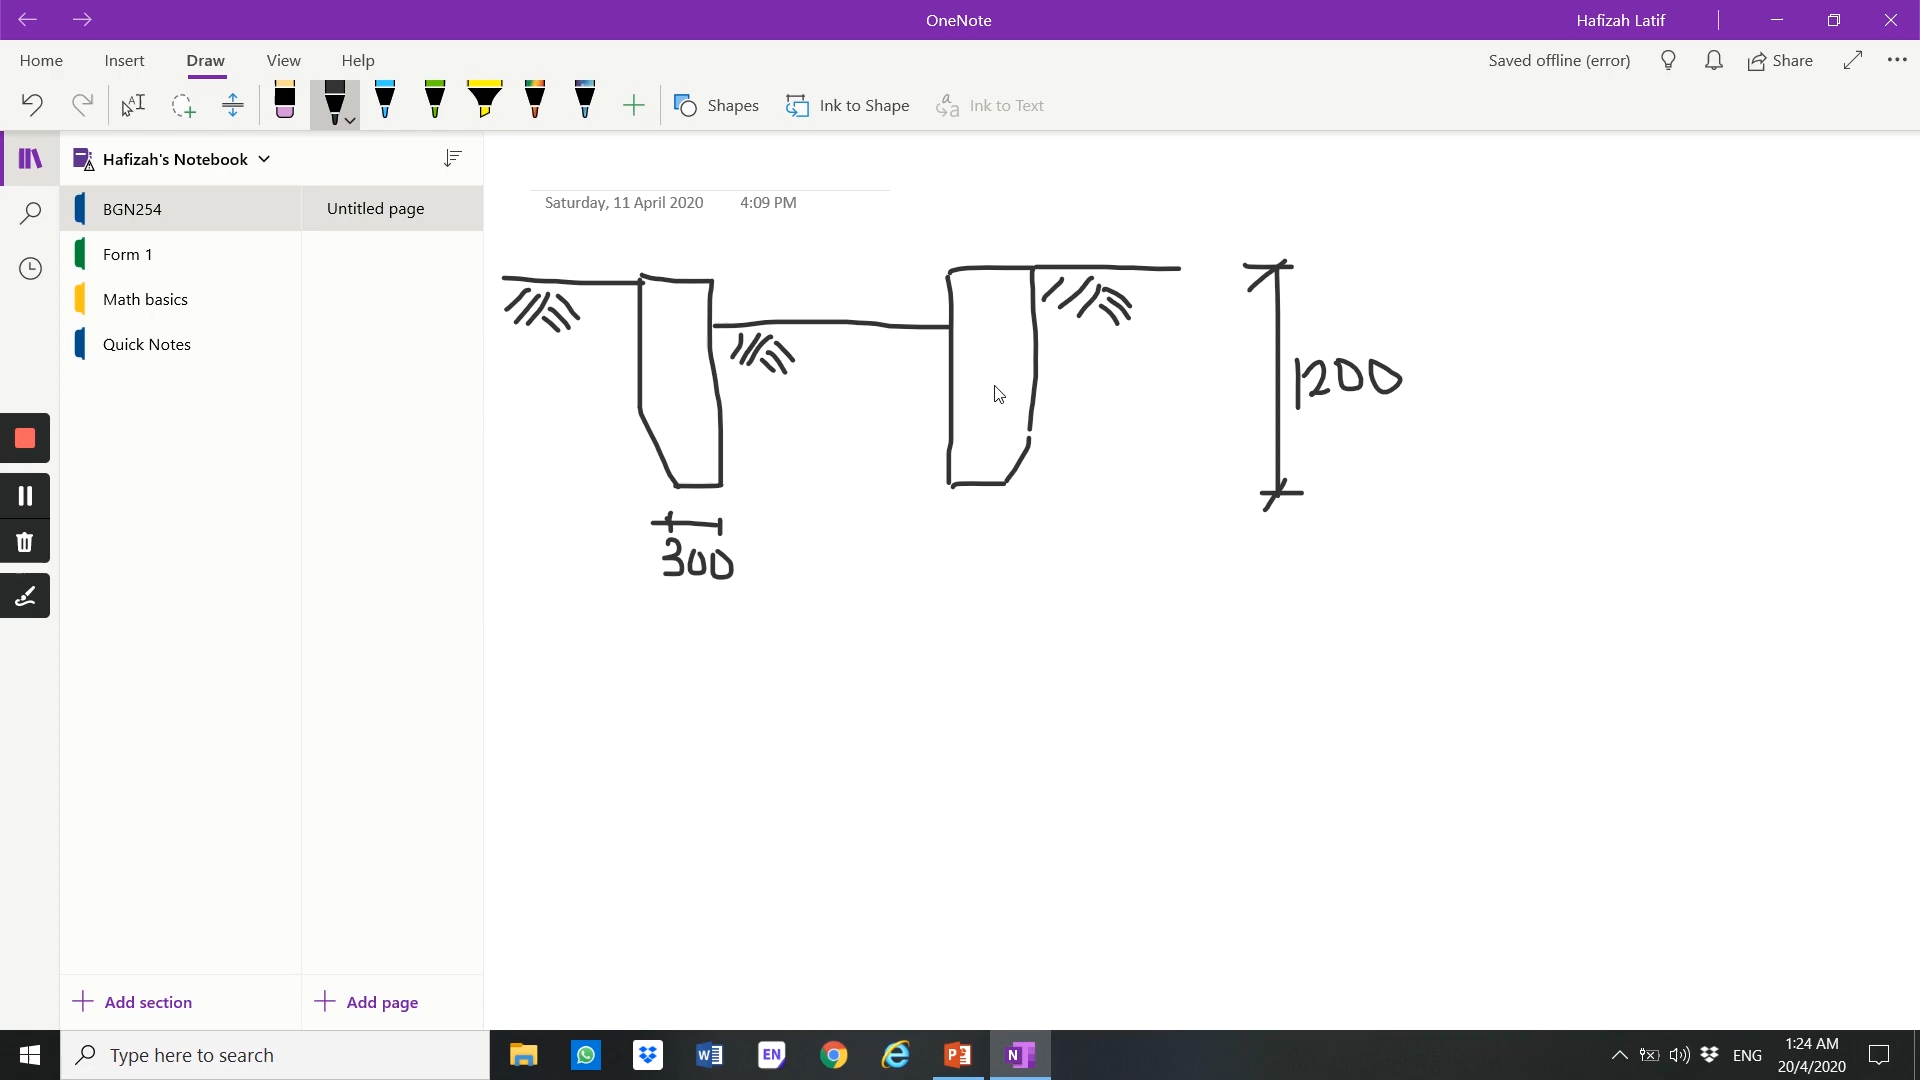 OneNote
Hafizah Latif
Home Insert Draw View Help
Saved offline (error) Share
Shapes Ink to Shape Ink to Text
Hafizah's Notebook
BGN254 Untitled page
Form 1
Math basics
Quick Notes
Saturday, 11 April 2020 4:09 PM
1200
300
Add section Add page
Type here to search
EN
ENG
1:24 AM
20/4/2020